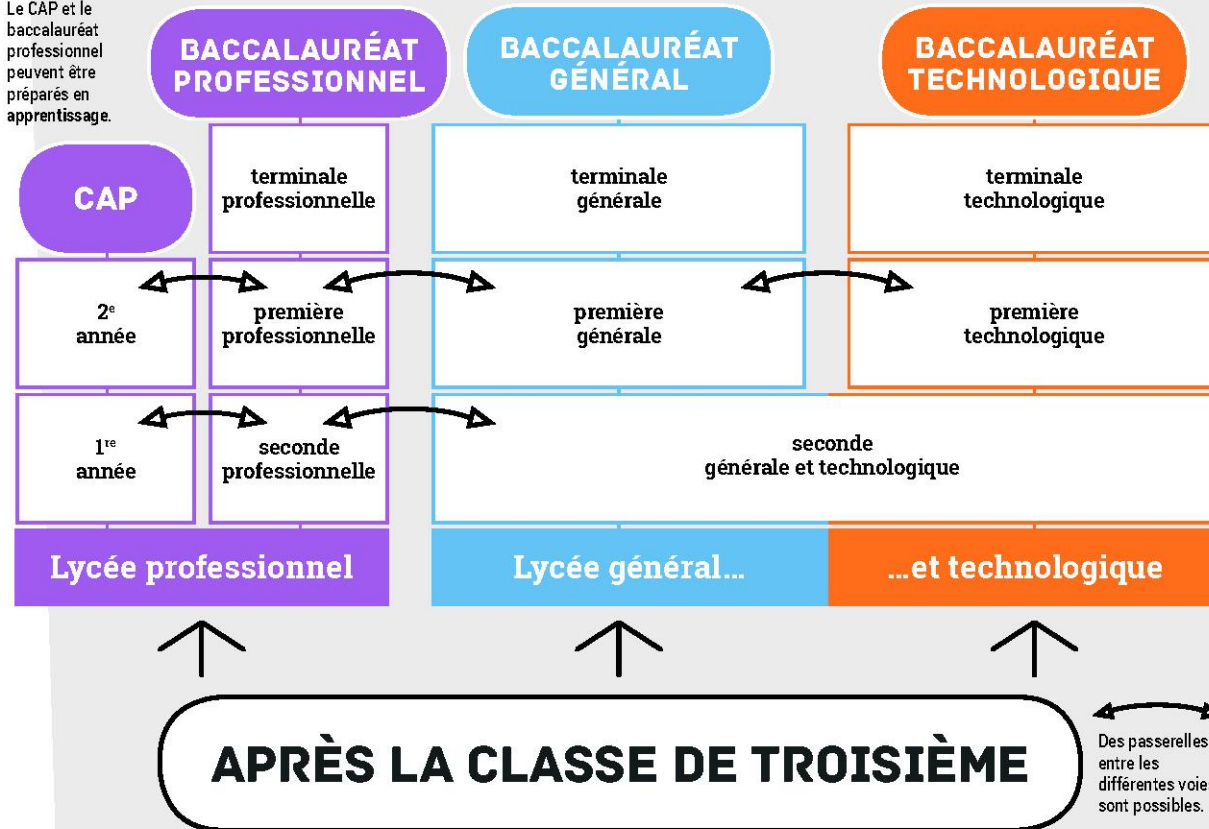 Le CAP et le
baccalauréat
professionnel
peuvent être
préparés en
apprentissage.
BACCALAURÉAT
PROFESSIONNEL
BACCALAURÉAT
GÉNÉRAL
BACCALAURÉAT
TECHNOLOGIQUE
CAP
terminale
professionnelle
terminale
générale
terminale
technologique
2e
année
première
professionnelle
première
générale
première
technologique
1re
année
seconde
professionnelle
seconde
générale et technologique
Lycée professionnel
Lycée général...
...et technologique
APRÈS LA CLASSE DE TROISIÈME
Des passerelles
entre les
différentes voies
sont possibles.